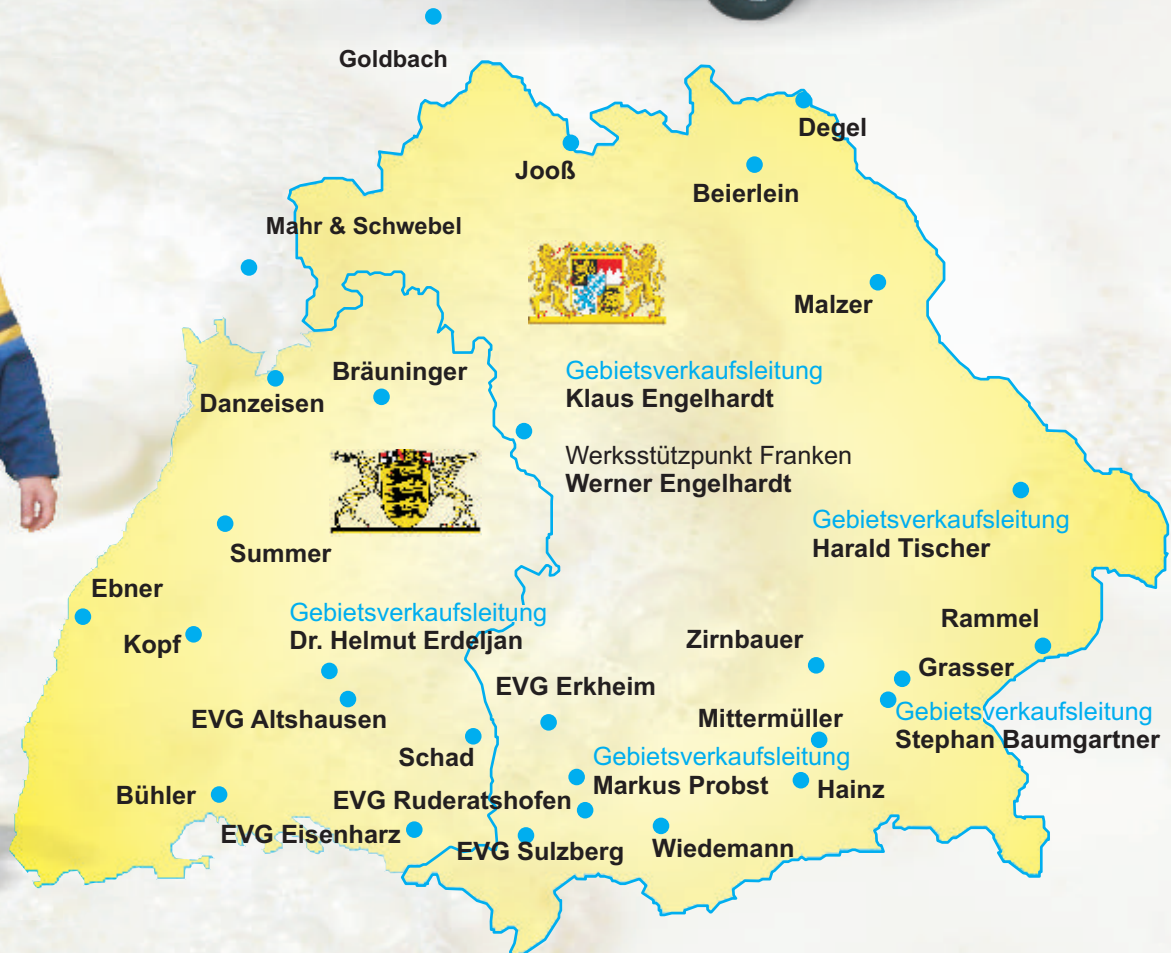 Goldbach
Degel
Jooß
Beierlein
Mahr & Schwebel
Malzer
Gebietsverkaufsleitung
Klaus Engelhardt
Bräuninger
Danzeisen
Werksstützpunkt Franken
Werner Engelhardt
Gebietsverkaufsleitung
Harald Tischer
Summer
Ebner
Kopf
Gebietsverkaufsleitung
Dr. Helmut Erdeljan
Rammel
Zirnbauer
Grasser
EVG Erkheim
EVG Altshausen
Mittermüller
Gebietsverkaufsleitung
Stephan Baumgartner
Schad
Gebietsverkaufsleitung
Markus Probst
Hainz
Bühler
EVG Ruderatshofen
EVG Eisenharz
EVG Sulzberg
Wiedemann